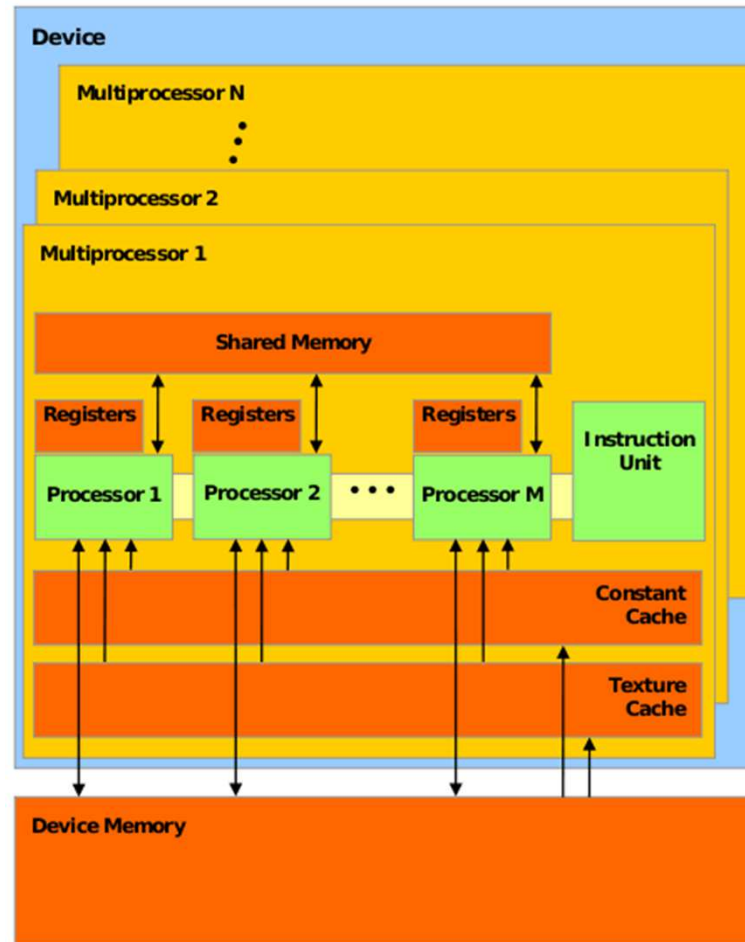 Device
Multiprocessor N
Multiprocessor 2
Multiprocessor 1
Shared Memory
Registers
Registers
Registers
Instruction
Unit
Processor 1
Processor 2
Processor M
Constant
Cache
Texture
Cache
Device Memory